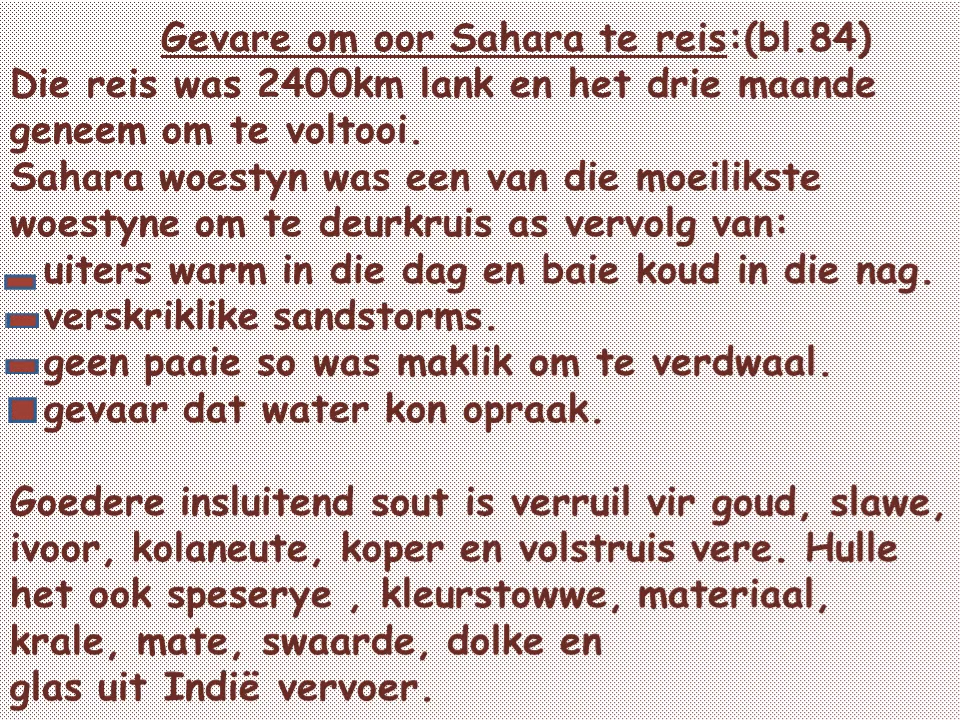 Gevare om oor Sahara te reis:(bl.84)
Die reis was 2400km lank en het drie maande
geneem om te voltooi.
Sahara woestyn was een van die moeilikste
woestyne om te deurkruis as vervolg van:
uiters warm in die dag en baie koud in die nag.
verskriklike sandstorms.
geen paaie so was maklik om te verdwaal.
gevaar dat water kon opraak.
Goedere insluitend sout is verruil vir goud, slawe,
ivoor, kolaneute, koper en volstruis vere. Hulle
het ook speserye , kleurstowwe, materiaal,
krale, mate, swaarde, dolke en
glas uit Indië vervoer.